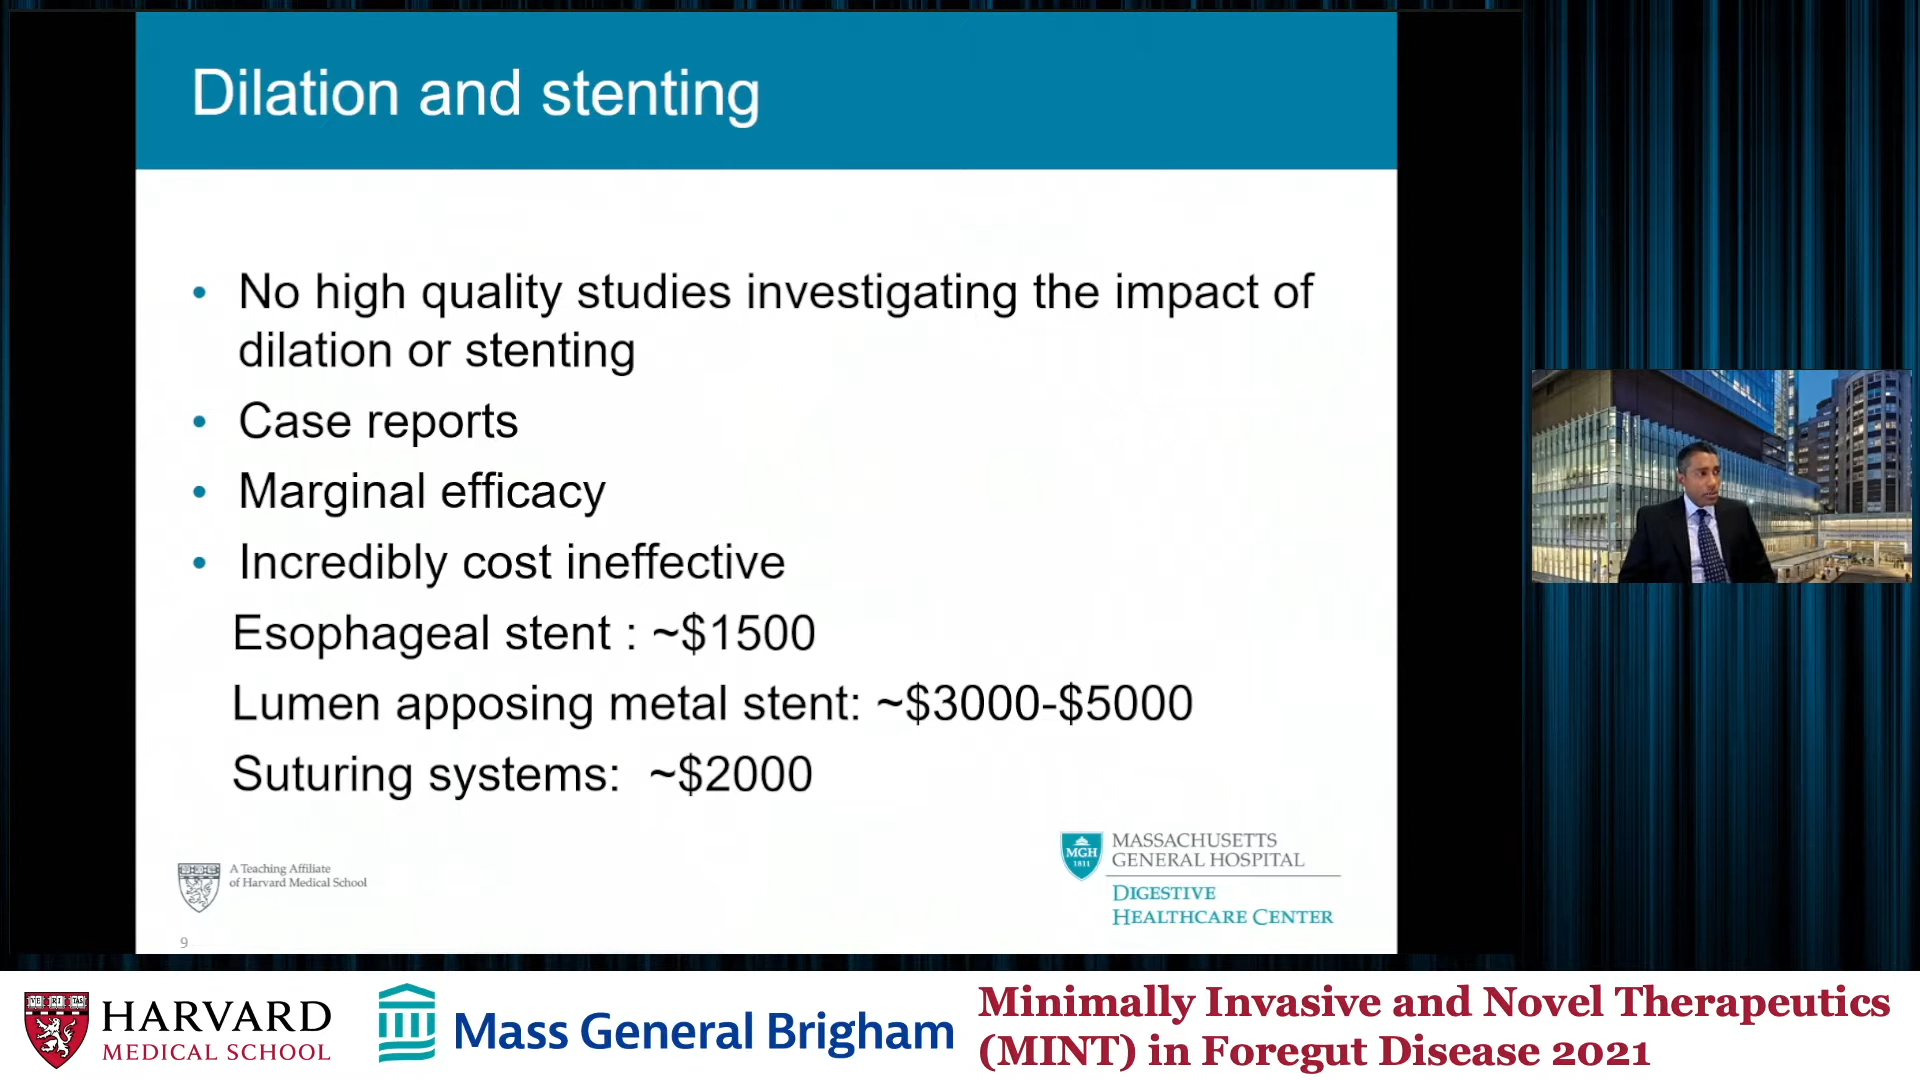 Dilation and stenting
• No high quality studies investigating the impact of
dilation or stenting
• Case reports
• Marginal efficacy
• Incredibly cost ineffective
Esophageal stent : ~$1500
Lumen apposing metal stent: ~$3000-$5000
Suturing systems: ~$2000
A Teaching Affiliate
of Harvard Medical School
MGH
1811
MASSACHUSETTS
GENERAL HOSPITAL
DIGESTIVE
HEALTHCARE CENTER
9
VE RI TAS
HARVARD
MEDICAL SCHOOL
Mass General Brigham
Minimally Invasive and Novel Therapeutics
(MINT) in Foregut Disease 2021